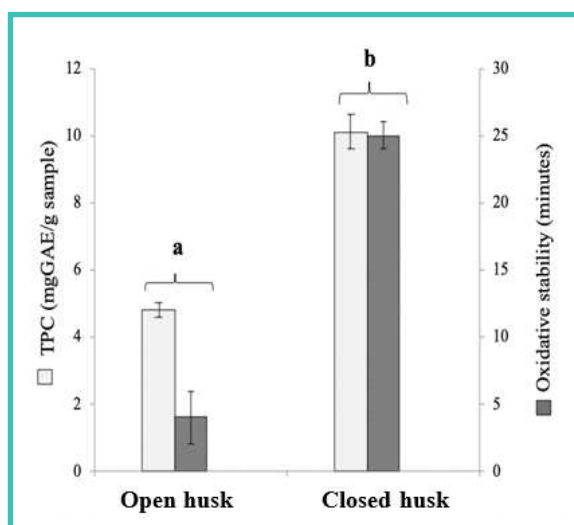 12
10
8
6
4
2
0
TPC (mgGAE/g sample)
a
b
30
25
20
15
10
5
0
Oxidative stability (minutes)
Open husk
Closed husk